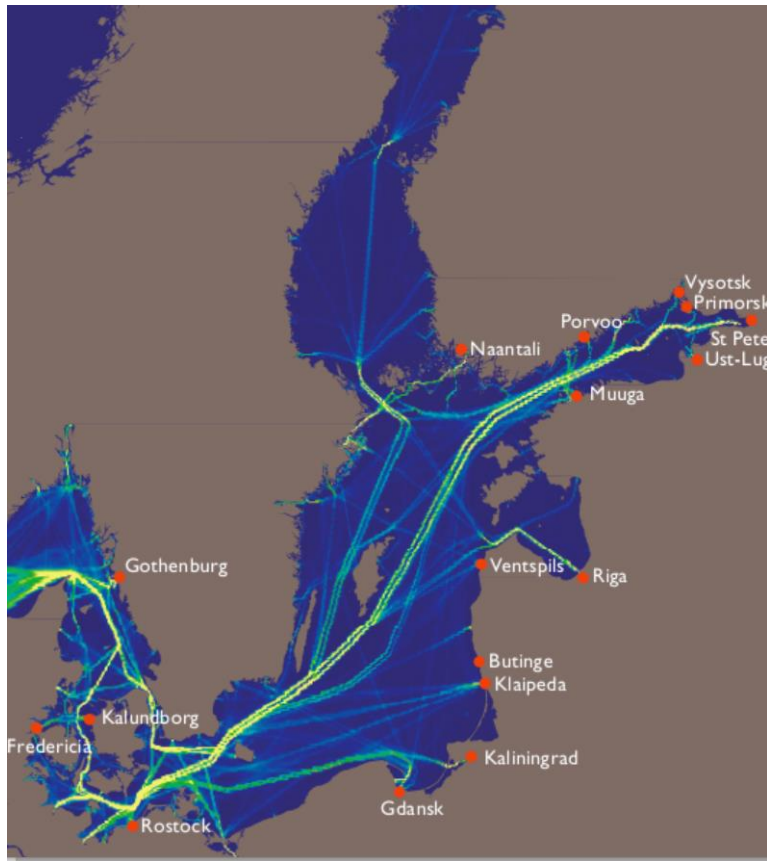 Vysotsk
Primorsk
Porvoo
St Pete
Naantali
Ust-Lug
Muuga
Gothenburg
Ventspils
Riga
Butinge
Klaipeda
Kalundborg
Fredericia
Kaliningrad
Gdansk
Rostock